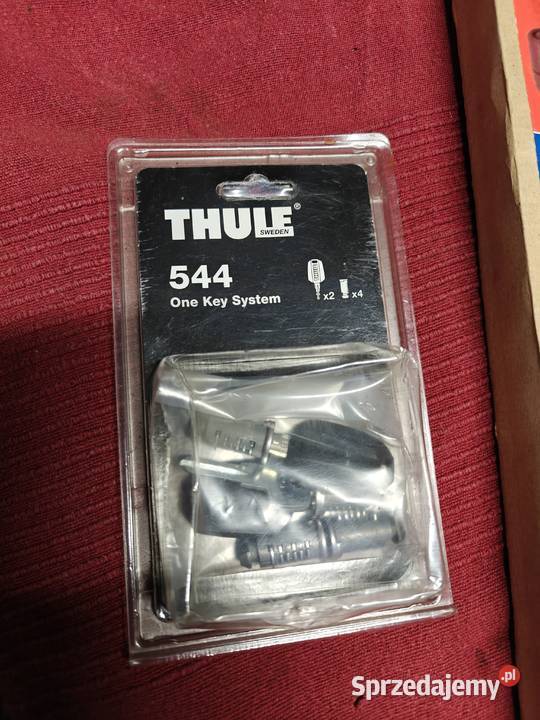 THULE®
SWEDEN
544
One Key System
x2 x4
Sprzedajemy.pl